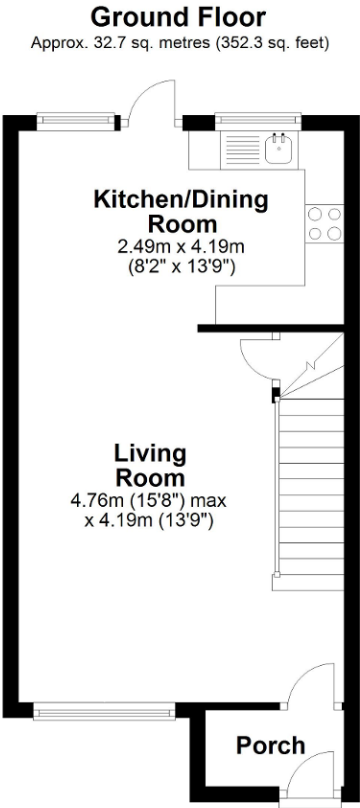 Ground Floor
Approx. 32.7 sq. metres (352.3 sq. feet)
Kitchen/Dining
Room
2.49m x 4.19m
(8'2" x 13'9")
Living
Room
4.76m (15'8") max
x 4.19m (13'9")
Porch